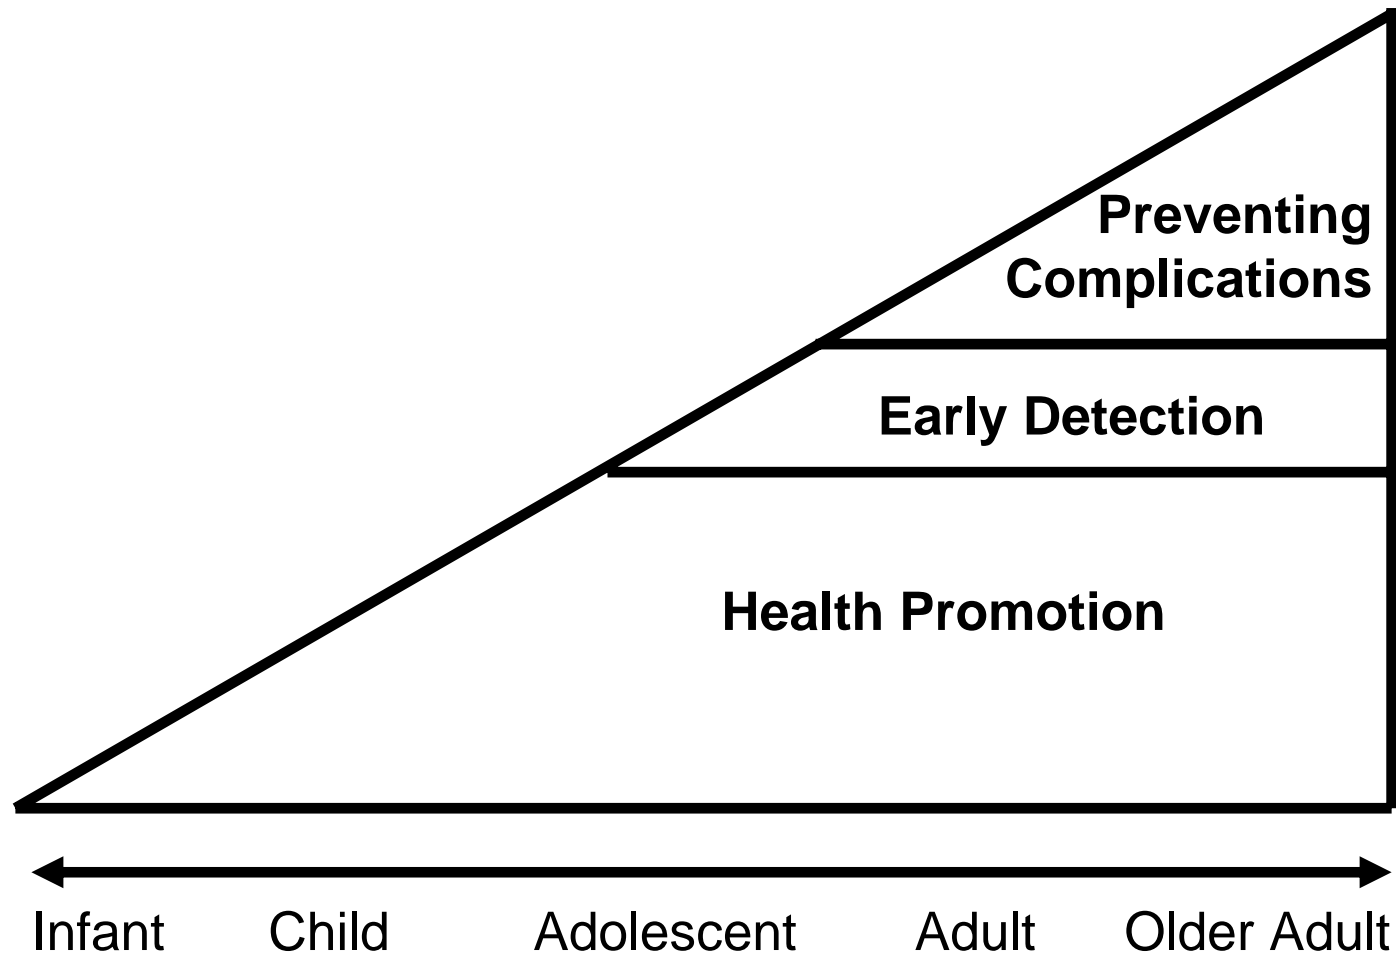 Preventing
Complications
Early Detection
Health Promotion
Infant Child Adolescent Adult Older Adult